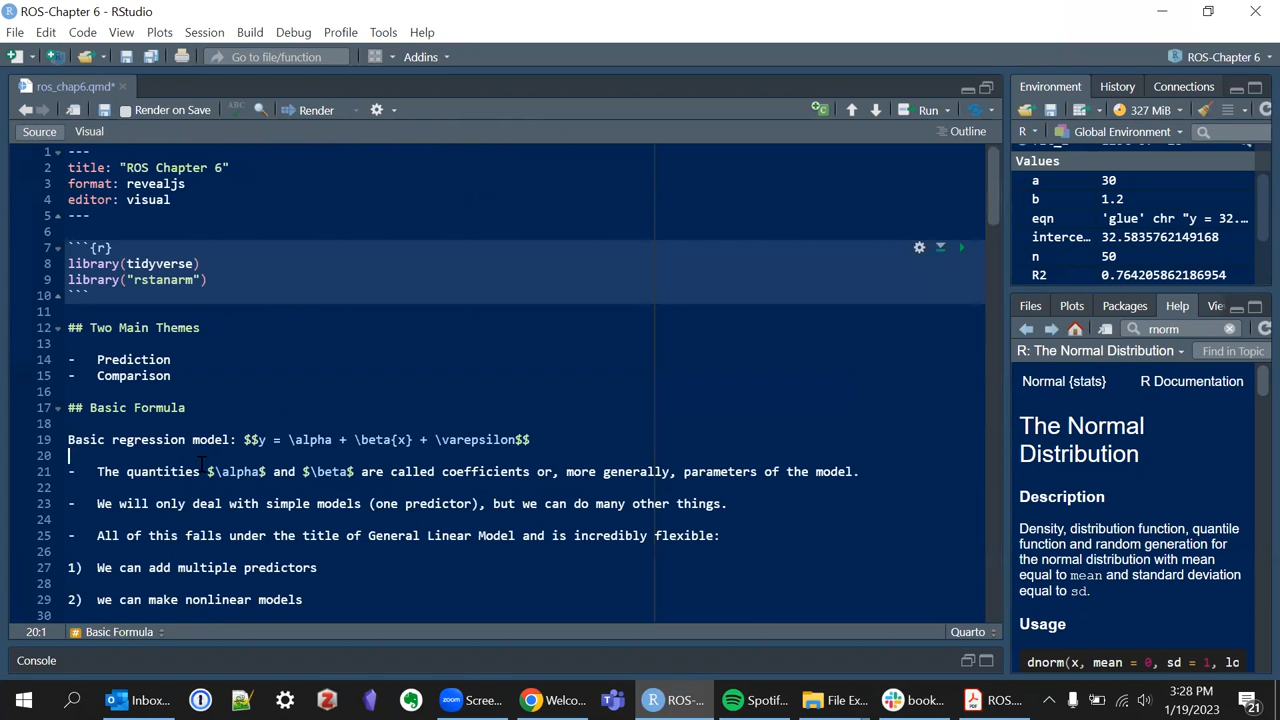 ROS-Chapter 6 - RStudio
File Edit Code View Plots Session Build Debug Profile Tools Help
Go to file/function Addins ROS-Chapter 6
ros_chap6.qmd* Environment History Connections
Render on Save ABC Render Run 327 MiB
Source Visual Outline R Global Environment
1 ---
2 title: "ROS Chapter 6"
3 format: revealjs
4 editor: visual
5 ---
6
7 ```{r}
8 library(tidyverse)
9 library("rstanarm")
10 ```
11
12 ## Two Main Themes
13
14 - Prediction
15 - Comparison
16
17 ## Basic Formula
18
19 Basic regression model: $$y = \alpha + \beta{x} + \varepsilon$$
20
21 - The quantities $\alpha$ and $\beta$ are called coefficients or, more generally, parameters of the model.
22
23 - We will only deal with simple models (one predictor), but we can do many other things.
24
25 - All of this falls under the title of General Linear Model and is incredibly flexible:
26
27 1) We can add multiple predictors
28
29 2) we can make nonlinear models
30
20:1 # Basic Formula Quarto
Console
Values
a 30
b 1.2
eqn 'glue' chr "y = 32.…
interce… 32.5835762149168
n 50
R2 0.764205862186954
Files Plots Packages Help Vie
R: The Normal Distribution Find in Topic
Normal {stats} R Documentation
The Normal
Distribution
Description
Density, distribution function, quantile
function and random generation for
the normal distribution with mean
equal to mean and standard deviation
equal to sd.
Usage
dnorm(x, mean = 0, sd = 1, lo
Inbox... Scree... Welco... ROS-... Spotif... File Ex... book... ROS....
3:28 PM
1/19/2023
21